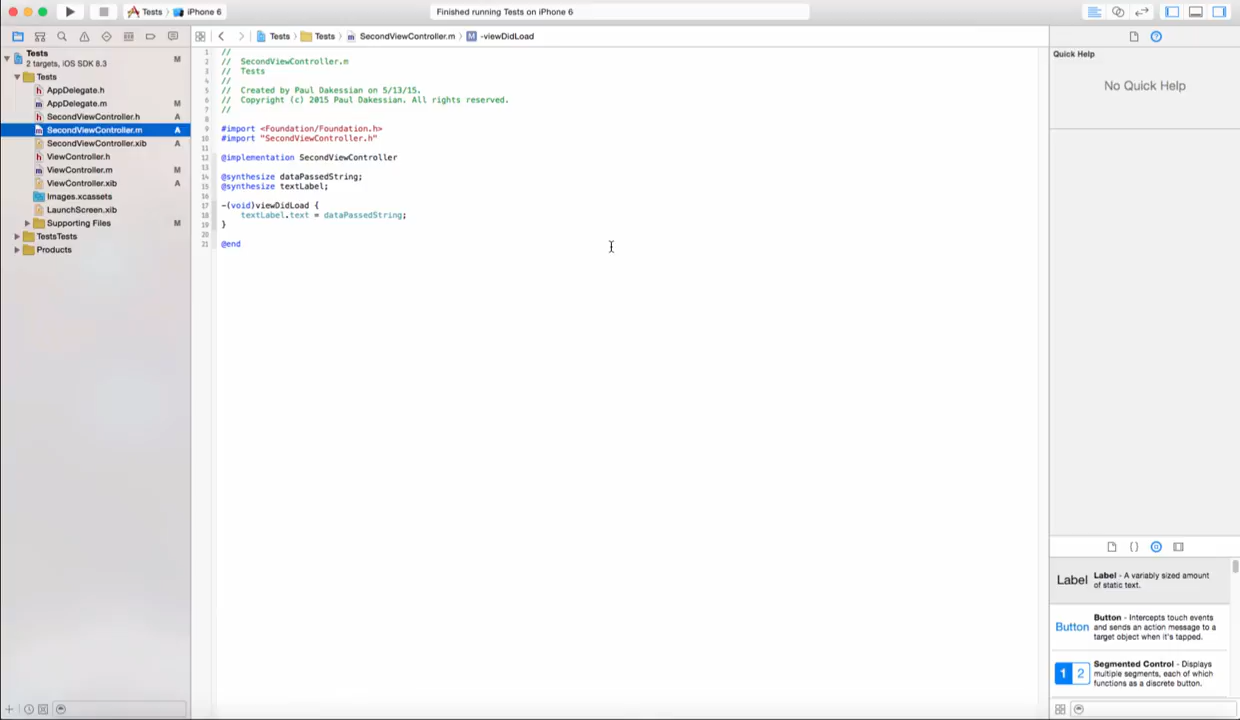 Tests
iPhone 6
Finished running Tests on iPhone 6
Tests
Tests
SecondViewController.m
M
-viewDidLoad
Tests
2 targets, iOS SDK 8.3
M
Tests
AppDelegate.h
AppDelegate.m
M
SecondViewController.h
A
SecondViewController.m
A
SecondViewController.xib
A
ViewController.h
ViewController.m
M
ViewController.xib
A
Images.xcassets
LaunchScreen.xib
Supporting Files
M
TestsTests
Products
1 //
2 //  SecondViewController.m
3 //  Tests
4 //
5 //  Created by Paul Dakessian on 5/13/15.
6 //  Copyright (c) 2015 Paul Dakessian. All rights reserved.
7 //
8
9 #import <Foundation/Foundation.h>
10 #import "SecondViewController.h"
11
12 @implementation SecondViewController
13
14 @synthesize dataPassedString;
15 @synthesize textLabel;
16
17 -(void)viewDidLoad {
18     textLabel.text = dataPassedString;
19 }
20
21 @end
Quick Help
No Quick Help
Label
Label - A variably sized amount
of static text.
Button
Button - Intercepts touch events
and sends an action message to a
target object when it's tapped.
1 2
Segmented Control - Displays
multiple segments, each of which
functions as a discrete button.